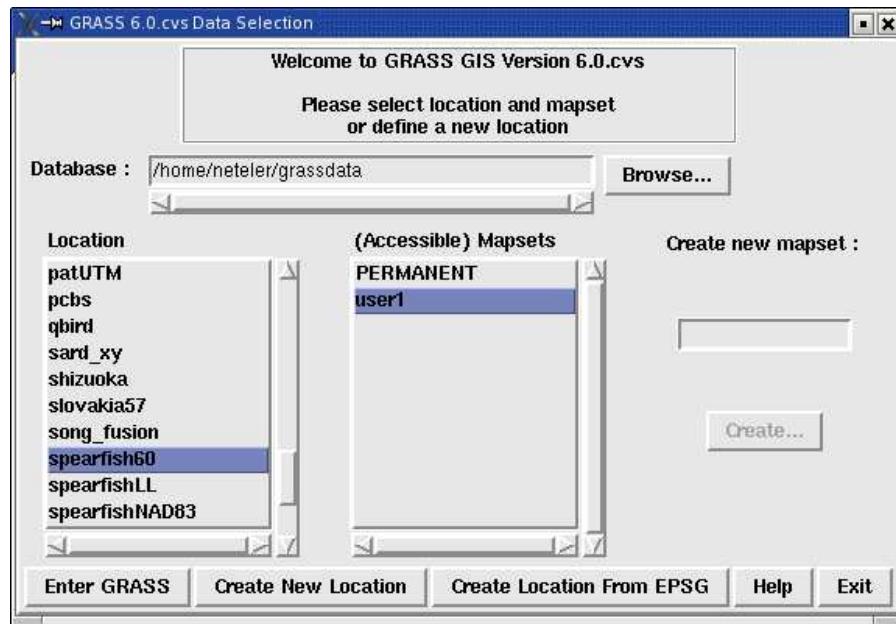 GRASS 6.0.cvs Data Selection
Welcome to GRASS GIS Version 6.0.cvs
Please select location and mapset
or define a new location
Database : /home/neteler/grassdata Browse...
Location
patUTM
pcbs
qbird
sard_xy
shizuoka
slovakia57
song_fusion
spearfish60
spearfishLL
spearfishNAD83
(Accessible) Mapsets
PERMANENT
user1
Create new mapset :
Create...
Enter GRASS Create New Location Create Location From EPSG Help Exit